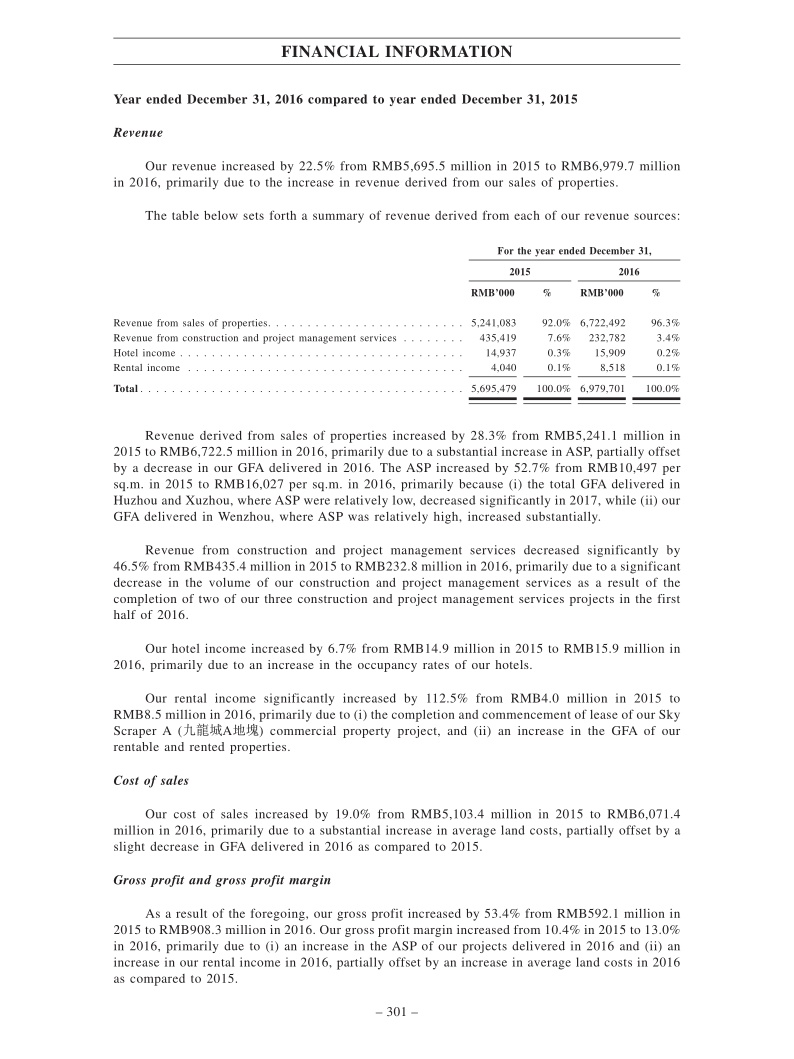 FINANCIAL INFORMATION
Year ended December 31, 2016 compared to year ended December 31, 2015
Revenue
Our revenue increased by 22.5% from RMB5,695.5 million in 2015 to RMB6,979.7 million
in 2016, primarily due to the increase in revenue derived from our sales of properties.
The table below sets forth a summary of revenue derived from each of our revenue sources:
For the year ended December 31,
2015 2016
RMB’000 % RMB’000 %
Revenue from sales of properties. . . . . . . . . . . . . . . . . . . . . . . . . 5,241,083 92.0% 6,722,492 96.3%
Revenue from construction and project management services . . . . . . . . 435,419 7.6% 232,782 3.4%
Hotel income . . . . . . . . . . . . . . . . . . . . . . . . . . . . . . . . . . . . 14,937 0.3% 15,909 0.2%
Rental income . . . . . . . . . . . . . . . . . . . . . . . . . . . . . . . . . . . 4,040 0.1% 8,518 0.1%
Total . . . . . . . . . . . . . . . . . . . . . . . . . . . . . . . . . . . . . . . . . 5,695,479 100.0% 6,979,701 100.0%
Revenue derived from sales of properties increased by 28.3% from RMB5,241.1 million in
2015 to RMB6,722.5 million in 2016, primarily due to a substantial increase in ASP, partially offset
by a decrease in our GFA delivered in 2016. The ASP increased by 52.7% from RMB10,497 per
sq.m. in 2015 to RMB16,027 per sq.m. in 2016, primarily because (i) the total GFA delivered in
Huzhou and Xuzhou, where ASP were relatively low, decreased significantly in 2017, while (ii) our
GFA delivered in Wenzhou, where ASP was relatively high, increased substantially.
Revenue from construction and project management services decreased significantly by
46.5% from RMB435.4 million in 2015 to RMB232.8 million in 2016, primarily due to a significant
decrease in the volume of our construction and project management services as a result of the
completion of two of our three construction and project management services projects in the first
half of 2016.
Our hotel income increased by 6.7% from RMB14.9 million in 2015 to RMB15.9 million in
2016, primarily due to an increase in the occupancy rates of our hotels.
Our rental income significantly increased by 112.5% from RMB4.0 million in 2015 to
RMB8.5 million in 2016, primarily due to (i) the completion and commencement of lease of our Sky
Scraper A (九龍城A地塊) commercial property project, and (ii) an increase in the GFA of our
rentable and rented properties.
Cost of sales
Our cost of sales increased by 19.0% from RMB5,103.4 million in 2015 to RMB6,071.4
million in 2016, primarily due to a substantial increase in average land costs, partially offset by a
slight decrease in GFA delivered in 2016 as compared to 2015.
Gross profit and gross profit margin
As a result of the foregoing, our gross profit increased by 53.4% from RMB592.1 million in
2015 to RMB908.3 million in 2016. Our gross profit margin increased from 10.4% in 2015 to 13.0%
in 2016, primarily due to (i) an increase in the ASP of our projects delivered in 2016 and (ii) an
increase in our rental income in 2016, partially offset by an increase in average land costs in 2016
as compared to 2015.
– 301 –